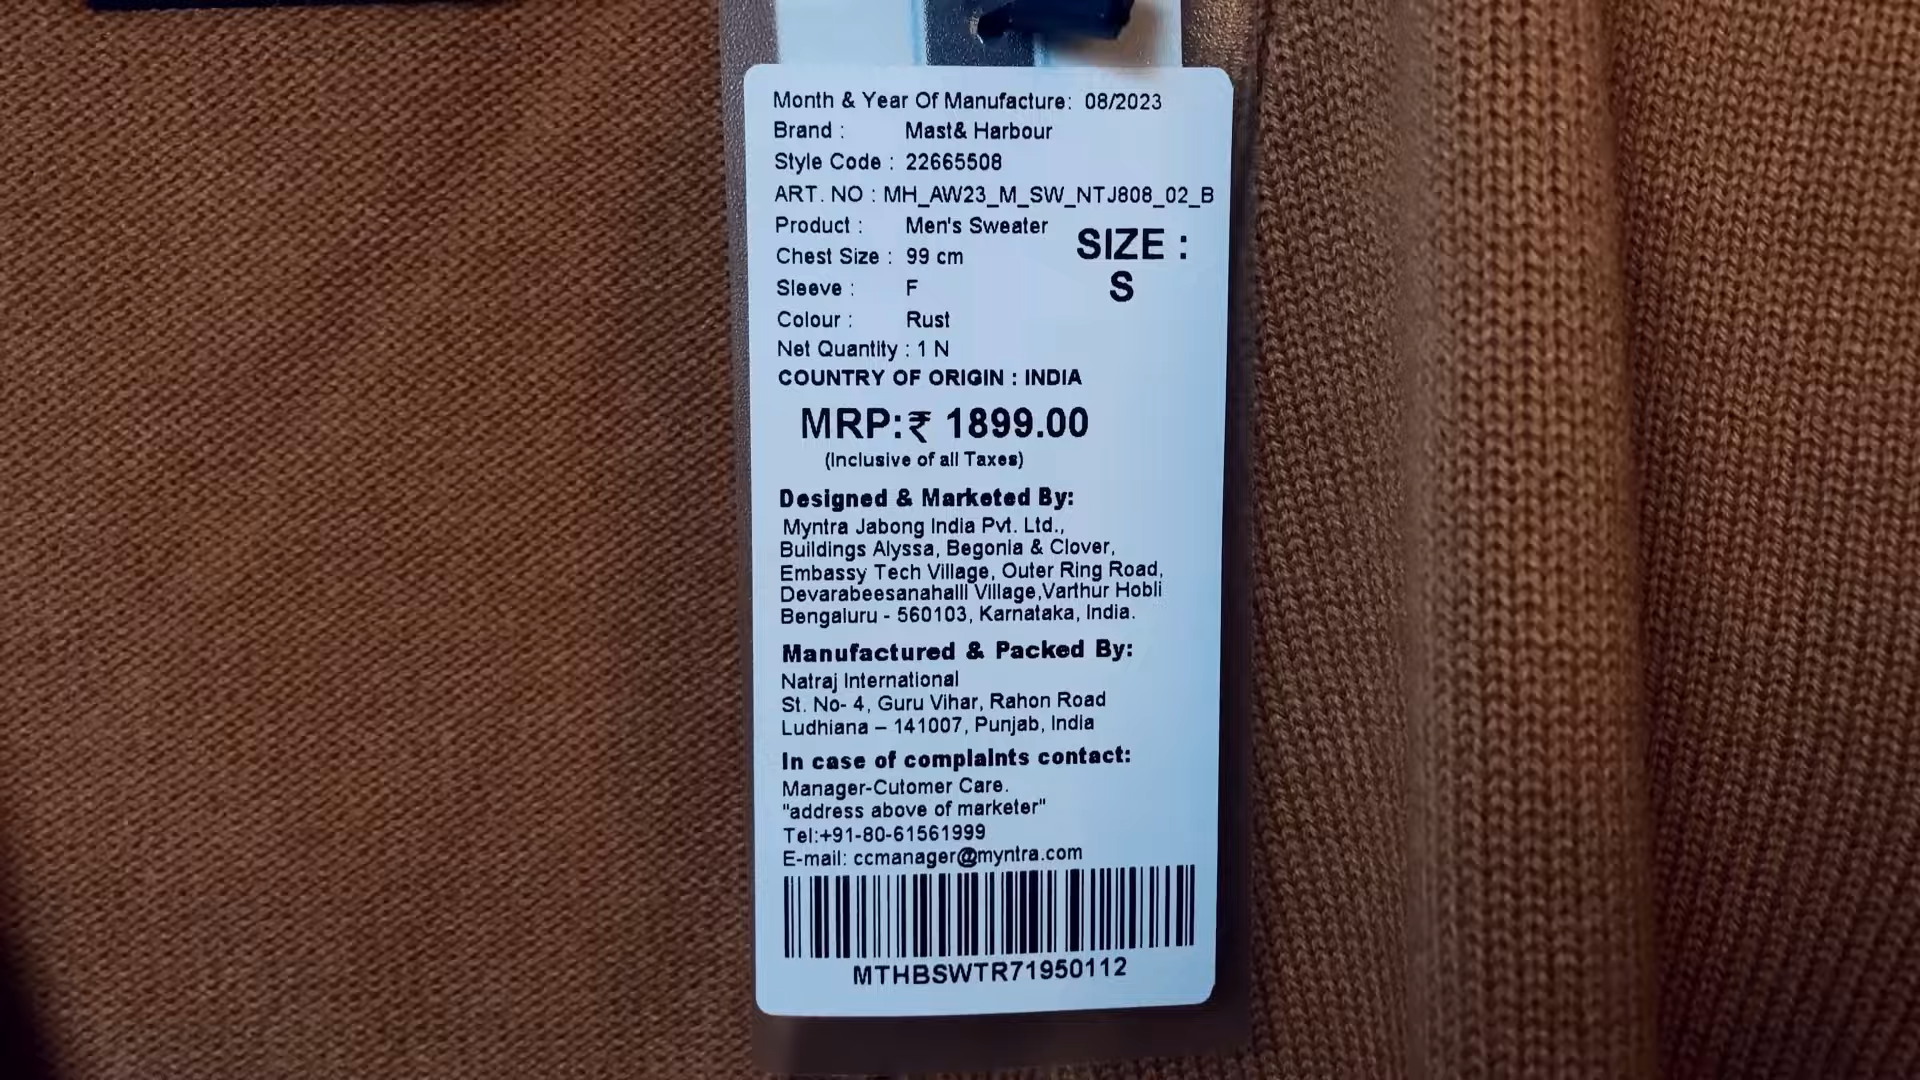 Month & Year Of Manufacture: 08/2023
Brand : Mast& Harbour
Style Code : 22665508
ART. NO : MH_AW23_M_SW_NTJ808_02_B
Product : Men's Sweater
SIZE :
S
Chest Size : 99 cm
Sleeve : F
Colour : Rust
Net Quantity : 1 N
COUNTRY OF ORIGIN : INDIA
MRP:₹ 1899.00
(Inclusive of all Taxes)
Designed & Marketed By:
Myntra Jabong India Pvt. Ltd.,
Buildings Alyssa, Begonia & Clover,
Embassy Tech Village, Outer Ring Road,
Devarabeesanahalli Village,Varthur Hobli
Bengaluru - 560103, Karnataka, India.
Manufactured & Packed By:
Natraj International
St. No- 4, Guru Vihar, Rahon Road
Ludhiana – 141007, Punjab, India
In case of complaints contact:
Manager-Cutomer Care.
"address above of marketer"
Tel:+91-80-61561999
E-mail: ccmanager@myntra.com
MTHBSWTR71950112